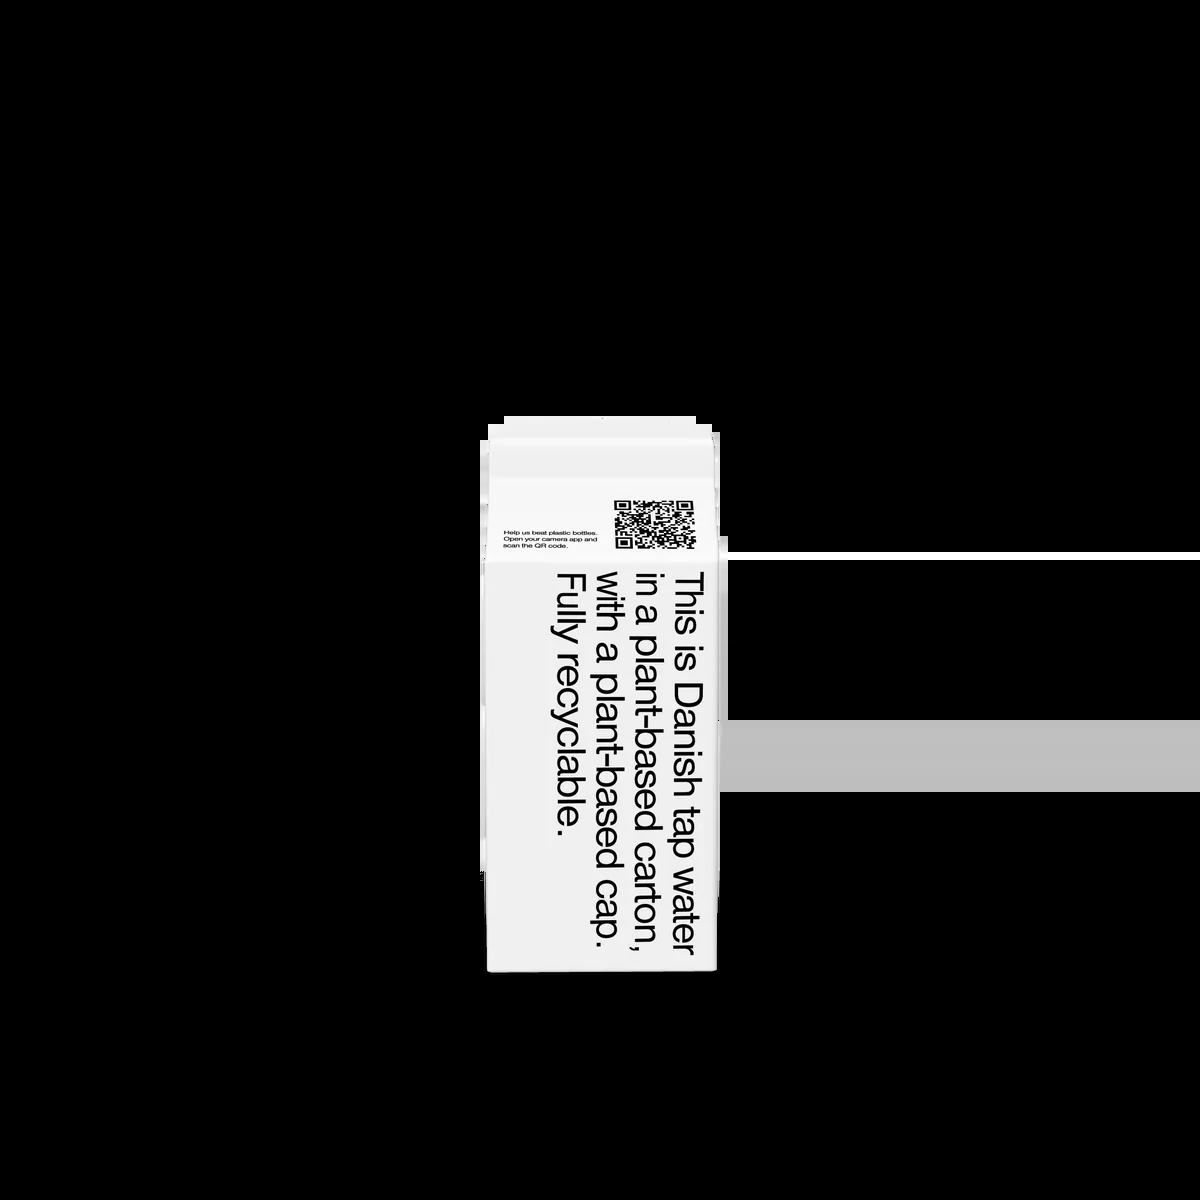 Help us beat plastic bottles.
Open your camera app and
scan the QR code.
This is Danish tap water
in a plant-based carton,
with a plant-based cap.
Fully recyclable.